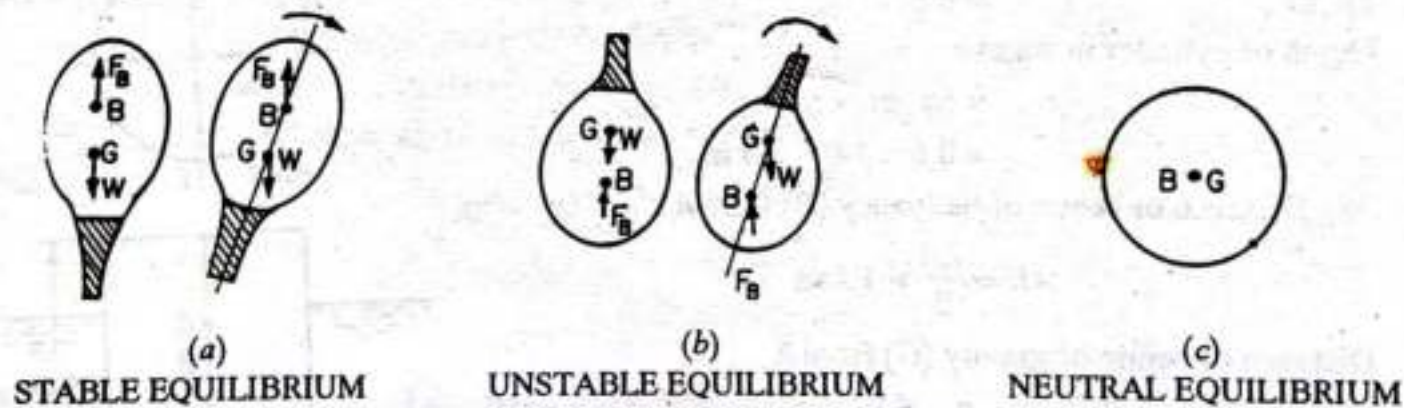 F_B
B
G
W
F_B
B
G W
G W
B
F_B
G
W
B
F_B
B G
(a)
STABLE EQUILIBRIUM
(b)
UNSTABLE EQUILIBRIUM
(c)
NEUTRAL EQUILIBRIUM